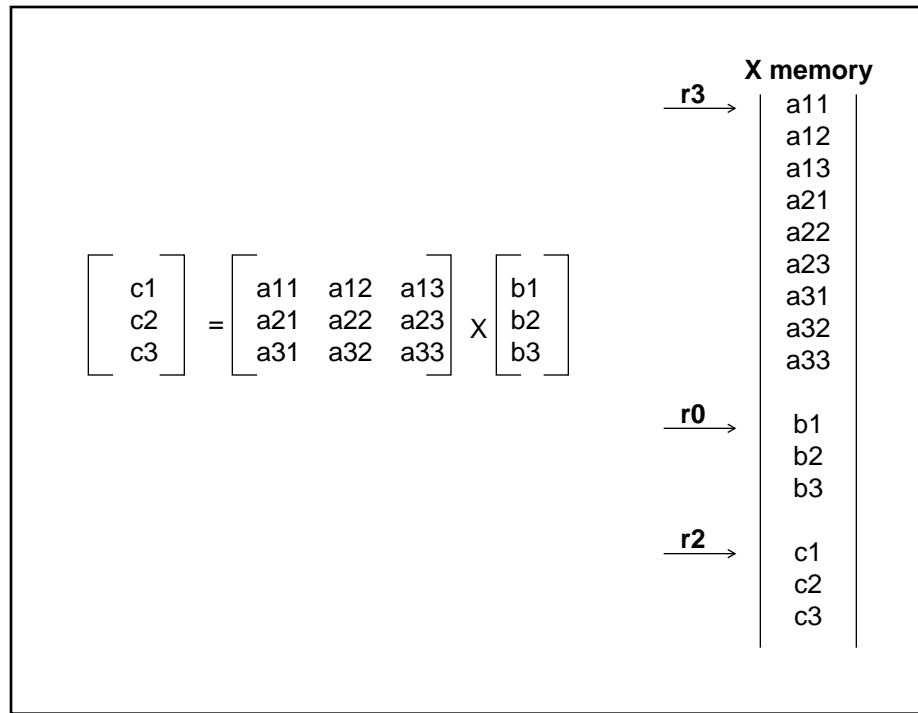 c1
c2
c3
=
a11 a12 a13
a21 a22 a23
a31 a32 a33
X
b1
b2
b3
X memory
r3
a11
a12
a13
a21
a22
a23
a31
a32
a33
r0
b1
b2
b3
r2
c1
c2
c3